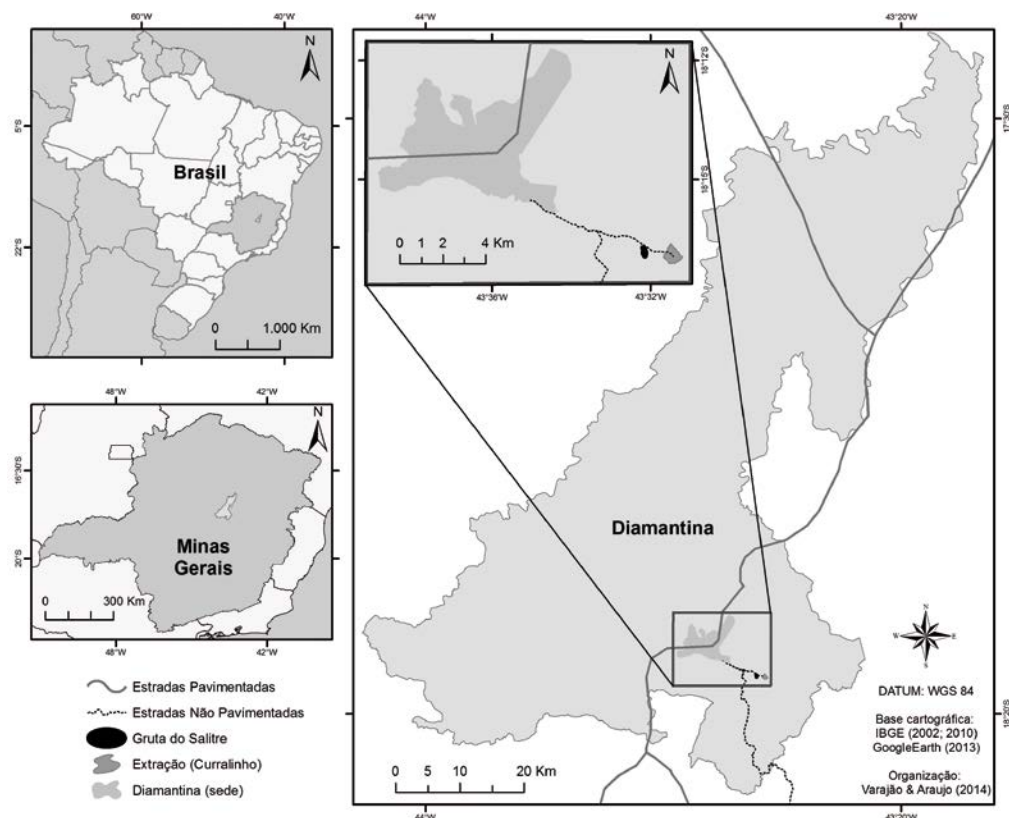 60°W
40°W
N
5°S
Brasil
22°S
0
1.000 Km
48°W
42°W
N
16°30'S
20°S
Minas
Gerais
0
300 Km
48°W
42°W
Estradas Pavimentadas
Estradas Não Pavimentadas
Gruta do Salitre
Extração (Curralinho)
Diamantina (sede)
44°W
43°20'W
N
18°12'S
17°30'S
18°15'S
0 1 2 4 Km
43°36'W
43°32'W
Diamantina
N
W
E
S
DATUM: WGS 84
Base cartográfica:
IBGE (2002; 2010)
GoogleEarth (2013)
18°20'S
Organização:
Varajão & Araujo (2014)
0 5 10 20 Km
44°W
43°20'W